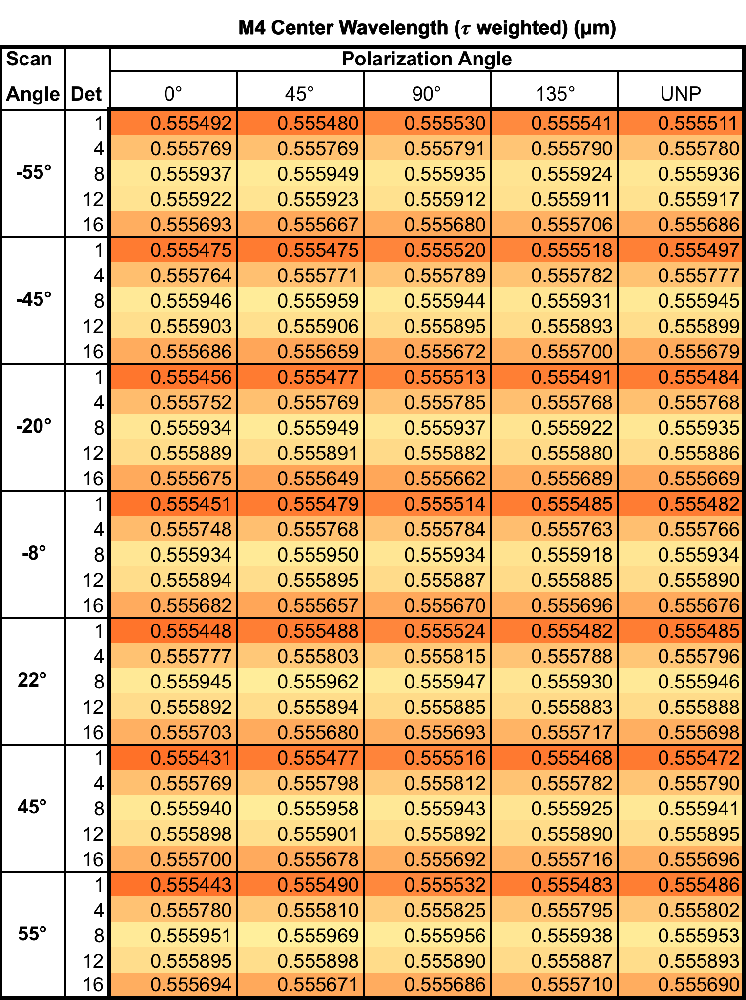 M4 Center Wavelength (τ weighted) (µm)
Scan Angle Det Polarization Angle
0° 45° 90° 135° UNP
-55°
1 0.555492 0.555480 0.555530 0.555541 0.555511
4 0.555769 0.555769 0.555791 0.555790 0.555780
8 0.555937 0.555949 0.555935 0.555924 0.555936
12 0.555922 0.555923 0.555912 0.555911 0.555917
16 0.555693 0.555667 0.555680 0.555706 0.555686
-45°
1 0.555475 0.555475 0.555520 0.555518 0.555497
4 0.555764 0.555771 0.555789 0.555782 0.555777
8 0.555946 0.555959 0.555944 0.555931 0.555945
12 0.555903 0.555906 0.555895 0.555893 0.555899
16 0.555686 0.555659 0.555672 0.555700 0.555679
-20°
1 0.555456 0.555477 0.555513 0.555491 0.555484
4 0.555752 0.555769 0.555785 0.555768 0.555768
8 0.555934 0.555949 0.555937 0.555922 0.555935
12 0.555889 0.555891 0.555882 0.555880 0.555886
16 0.555675 0.555649 0.555662 0.555689 0.555669
-8°
1 0.555451 0.555479 0.555514 0.555485 0.555482
4 0.555748 0.555768 0.555784 0.555763 0.555766
8 0.555934 0.555950 0.555934 0.555918 0.555934
12 0.555894 0.555895 0.555887 0.555885 0.555890
16 0.555682 0.555657 0.555670 0.555696 0.555676
22°
1 0.555448 0.555488 0.555524 0.555482 0.555485
4 0.555777 0.555803 0.555815 0.555788 0.555796
8 0.555945 0.555962 0.555947 0.555930 0.555946
12 0.555892 0.555894 0.555885 0.555883 0.555888
16 0.555703 0.555680 0.555693 0.555717 0.555698
45°
1 0.555431 0.555477 0.555516 0.555468 0.555472
4 0.555769 0.555798 0.555812 0.555782 0.555790
8 0.555940 0.555958 0.555943 0.555925 0.555941
12 0.555898 0.555901 0.555892 0.555890 0.555895
16 0.555700 0.555678 0.555692 0.555716 0.555696
55°
1 0.555443 0.555490 0.555532 0.555483 0.555486
4 0.555780 0.555810 0.555825 0.555795 0.555802
8 0.555951 0.555969 0.555956 0.555938 0.555953
12 0.555895 0.555898 0.555890 0.555887 0.555893
16 0.555694 0.555671 0.555686 0.555710 0.555690